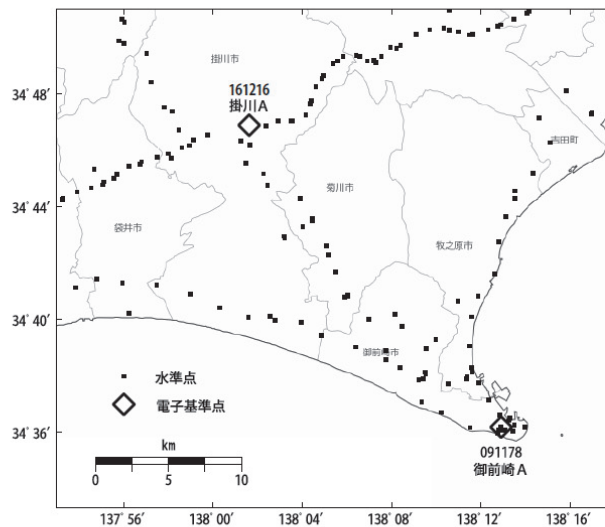 掛川市
161216
掛川A
34˚ 48'
吉田町
菊川市
34˚ 44'
袋井市
牧之原市
34˚ 40'
御前崎市
水準点
電子基準点
34˚ 36'
km
0 5 10
091178
御前崎A
137˚ 56' 138˚ 00' 138˚ 04' 138˚ 08' 138˚ 12' 138˚ 16'